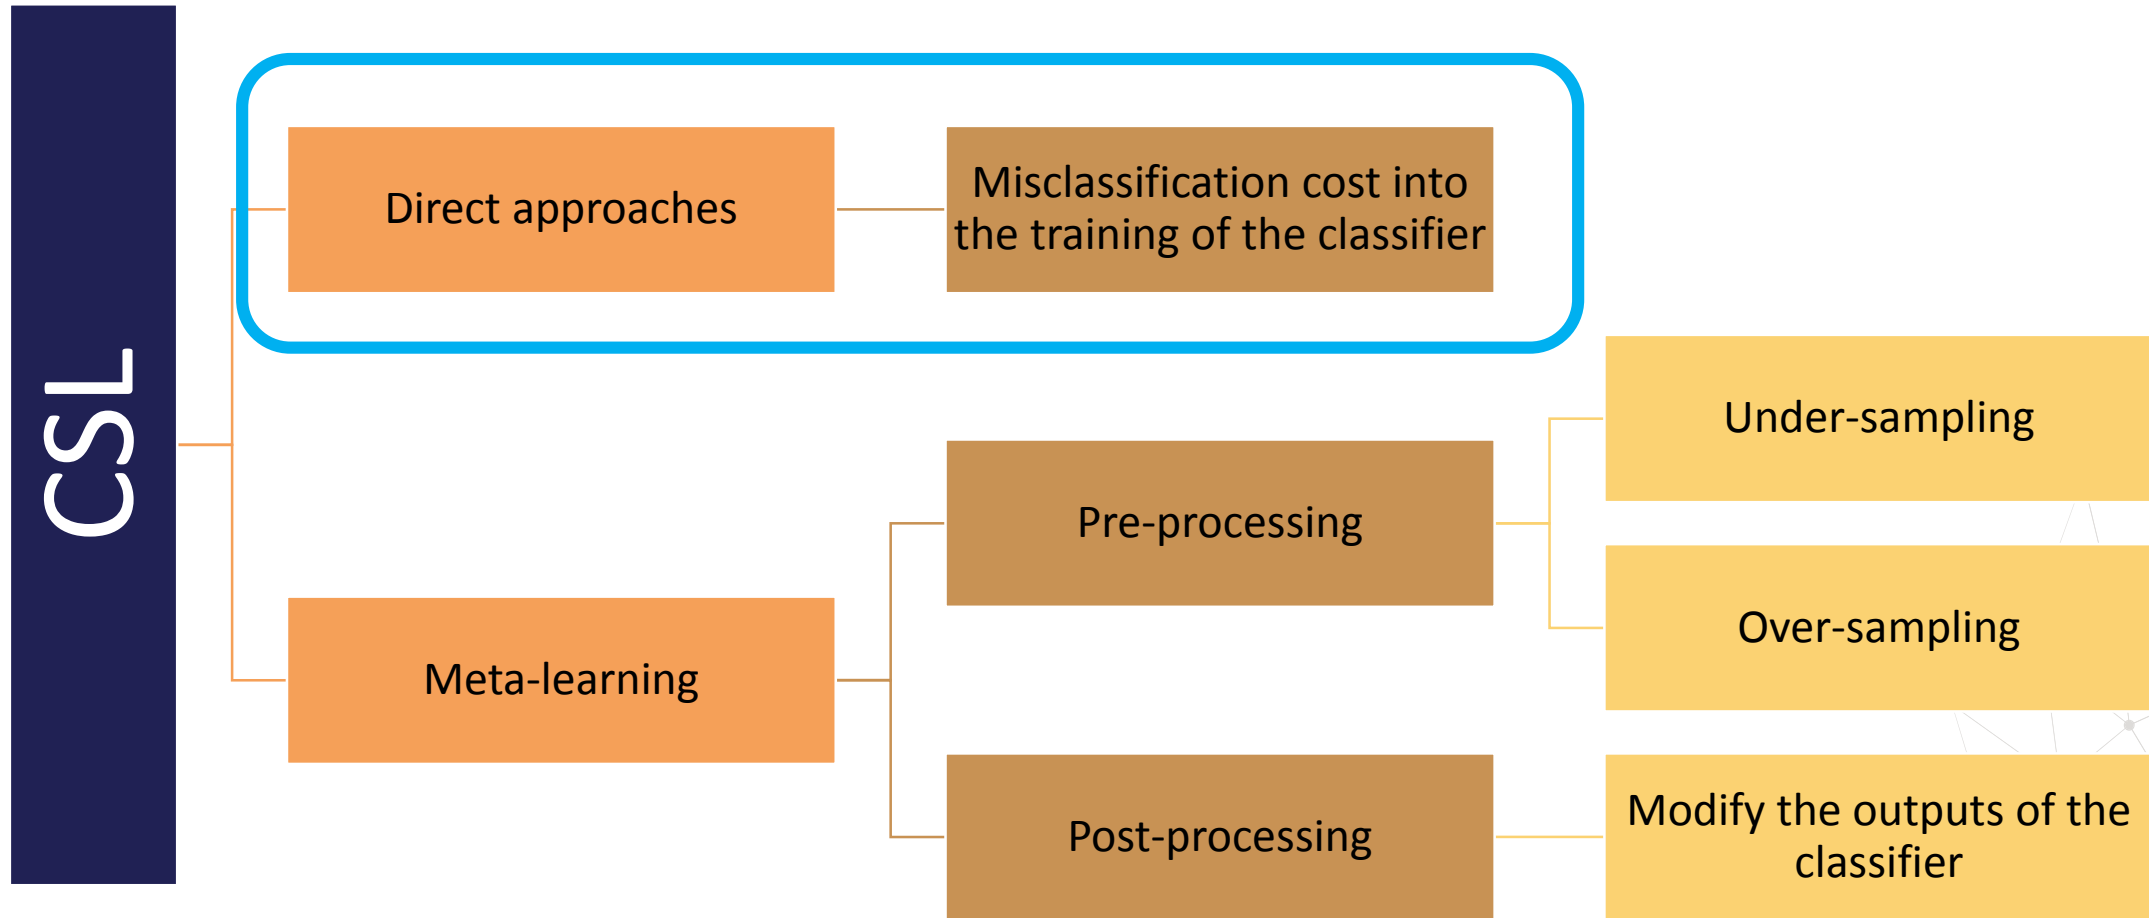 CSL
Direct approaches
Misclassification cost into
the training of the classifier
Meta-learning
Pre-processing
Under-sampling
Over-sampling
Post-processing
Modify the outputs of the
classifier